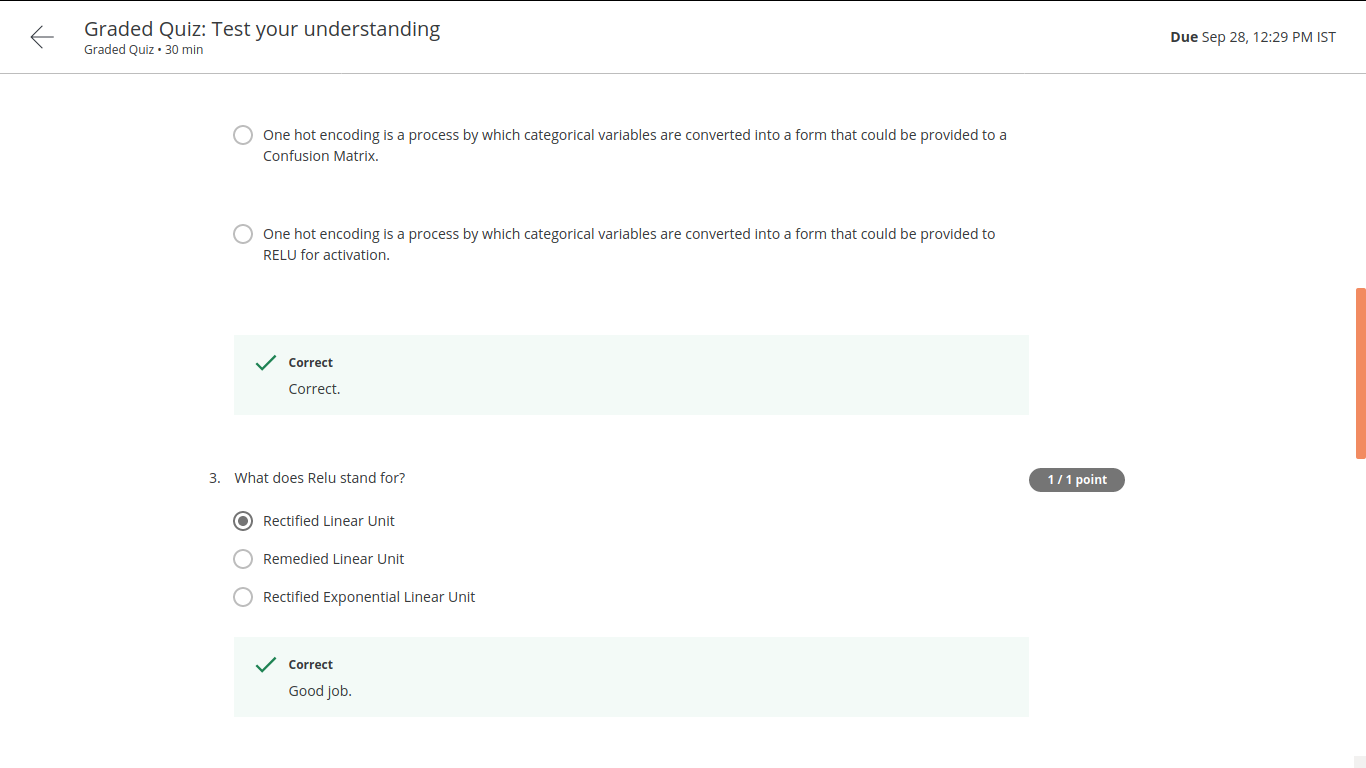 Graded Quiz: Test your understanding
Graded Quiz • 30 min
Due Sep 28, 12:29 PM IST
One hot encoding is a process by which categorical variables are converted into a form that could be provided to a
Confusion Matrix.
One hot encoding is a process by which categorical variables are converted into a form that could be provided to
RELU for activation.
Correct
Correct.
3. What does Relu stand for?
1 / 1 point
Rectified Linear Unit
Remedied Linear Unit
Rectified Exponential Linear Unit
Correct
Good job.